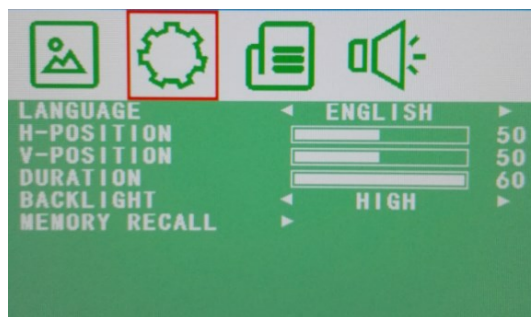 LANGUAGE ENGLISH
H-POSITION 50
V-POSITION 50
DURATION 60
BACKLIGHT HIGH
MEMORY RECALL